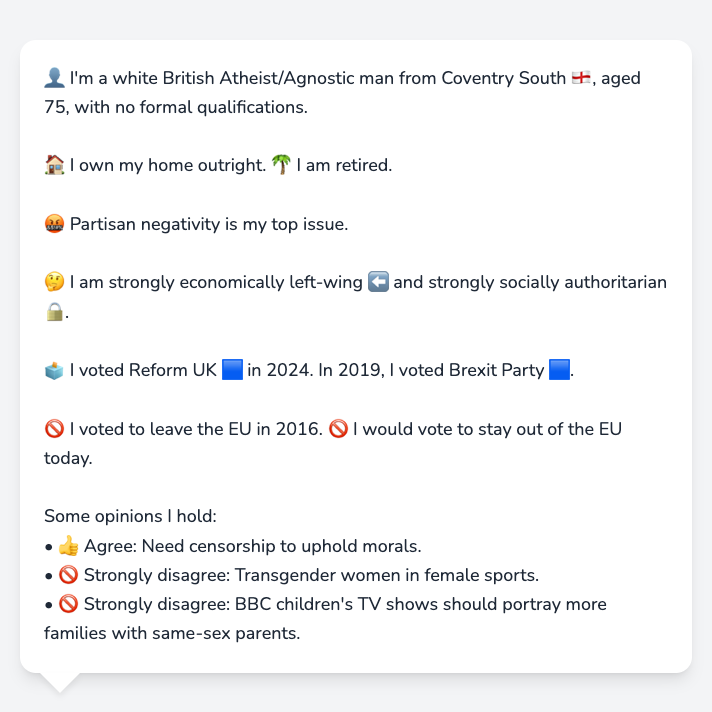 👤 I'm a white British Atheist/Agnostic man from Coventry South 🏴󠁧󠁢󠁥󠁮󠁧󠁿, aged
75, with no formal qualifications.
🏠 I own my home outright. 🌴 I am retired.
🤬 Partisan negativity is my top issue.
🤔 I am strongly economically left-wing ⬅️ and strongly socially authoritarian
🔒.
🗳️ I voted Reform UK 🟦 in 2024. In 2019, I voted Brexit Party 🟦.
🚫 I voted to leave the EU in 2016. 🚫 I would vote to stay out of the EU
today.
Some opinions I hold:
• 👍 Agree: Need censorship to uphold morals.
• 🚫 Strongly disagree: Transgender women in female sports.
• 🚫 Strongly disagree: BBC children's TV shows should portray more
families with same-sex parents.